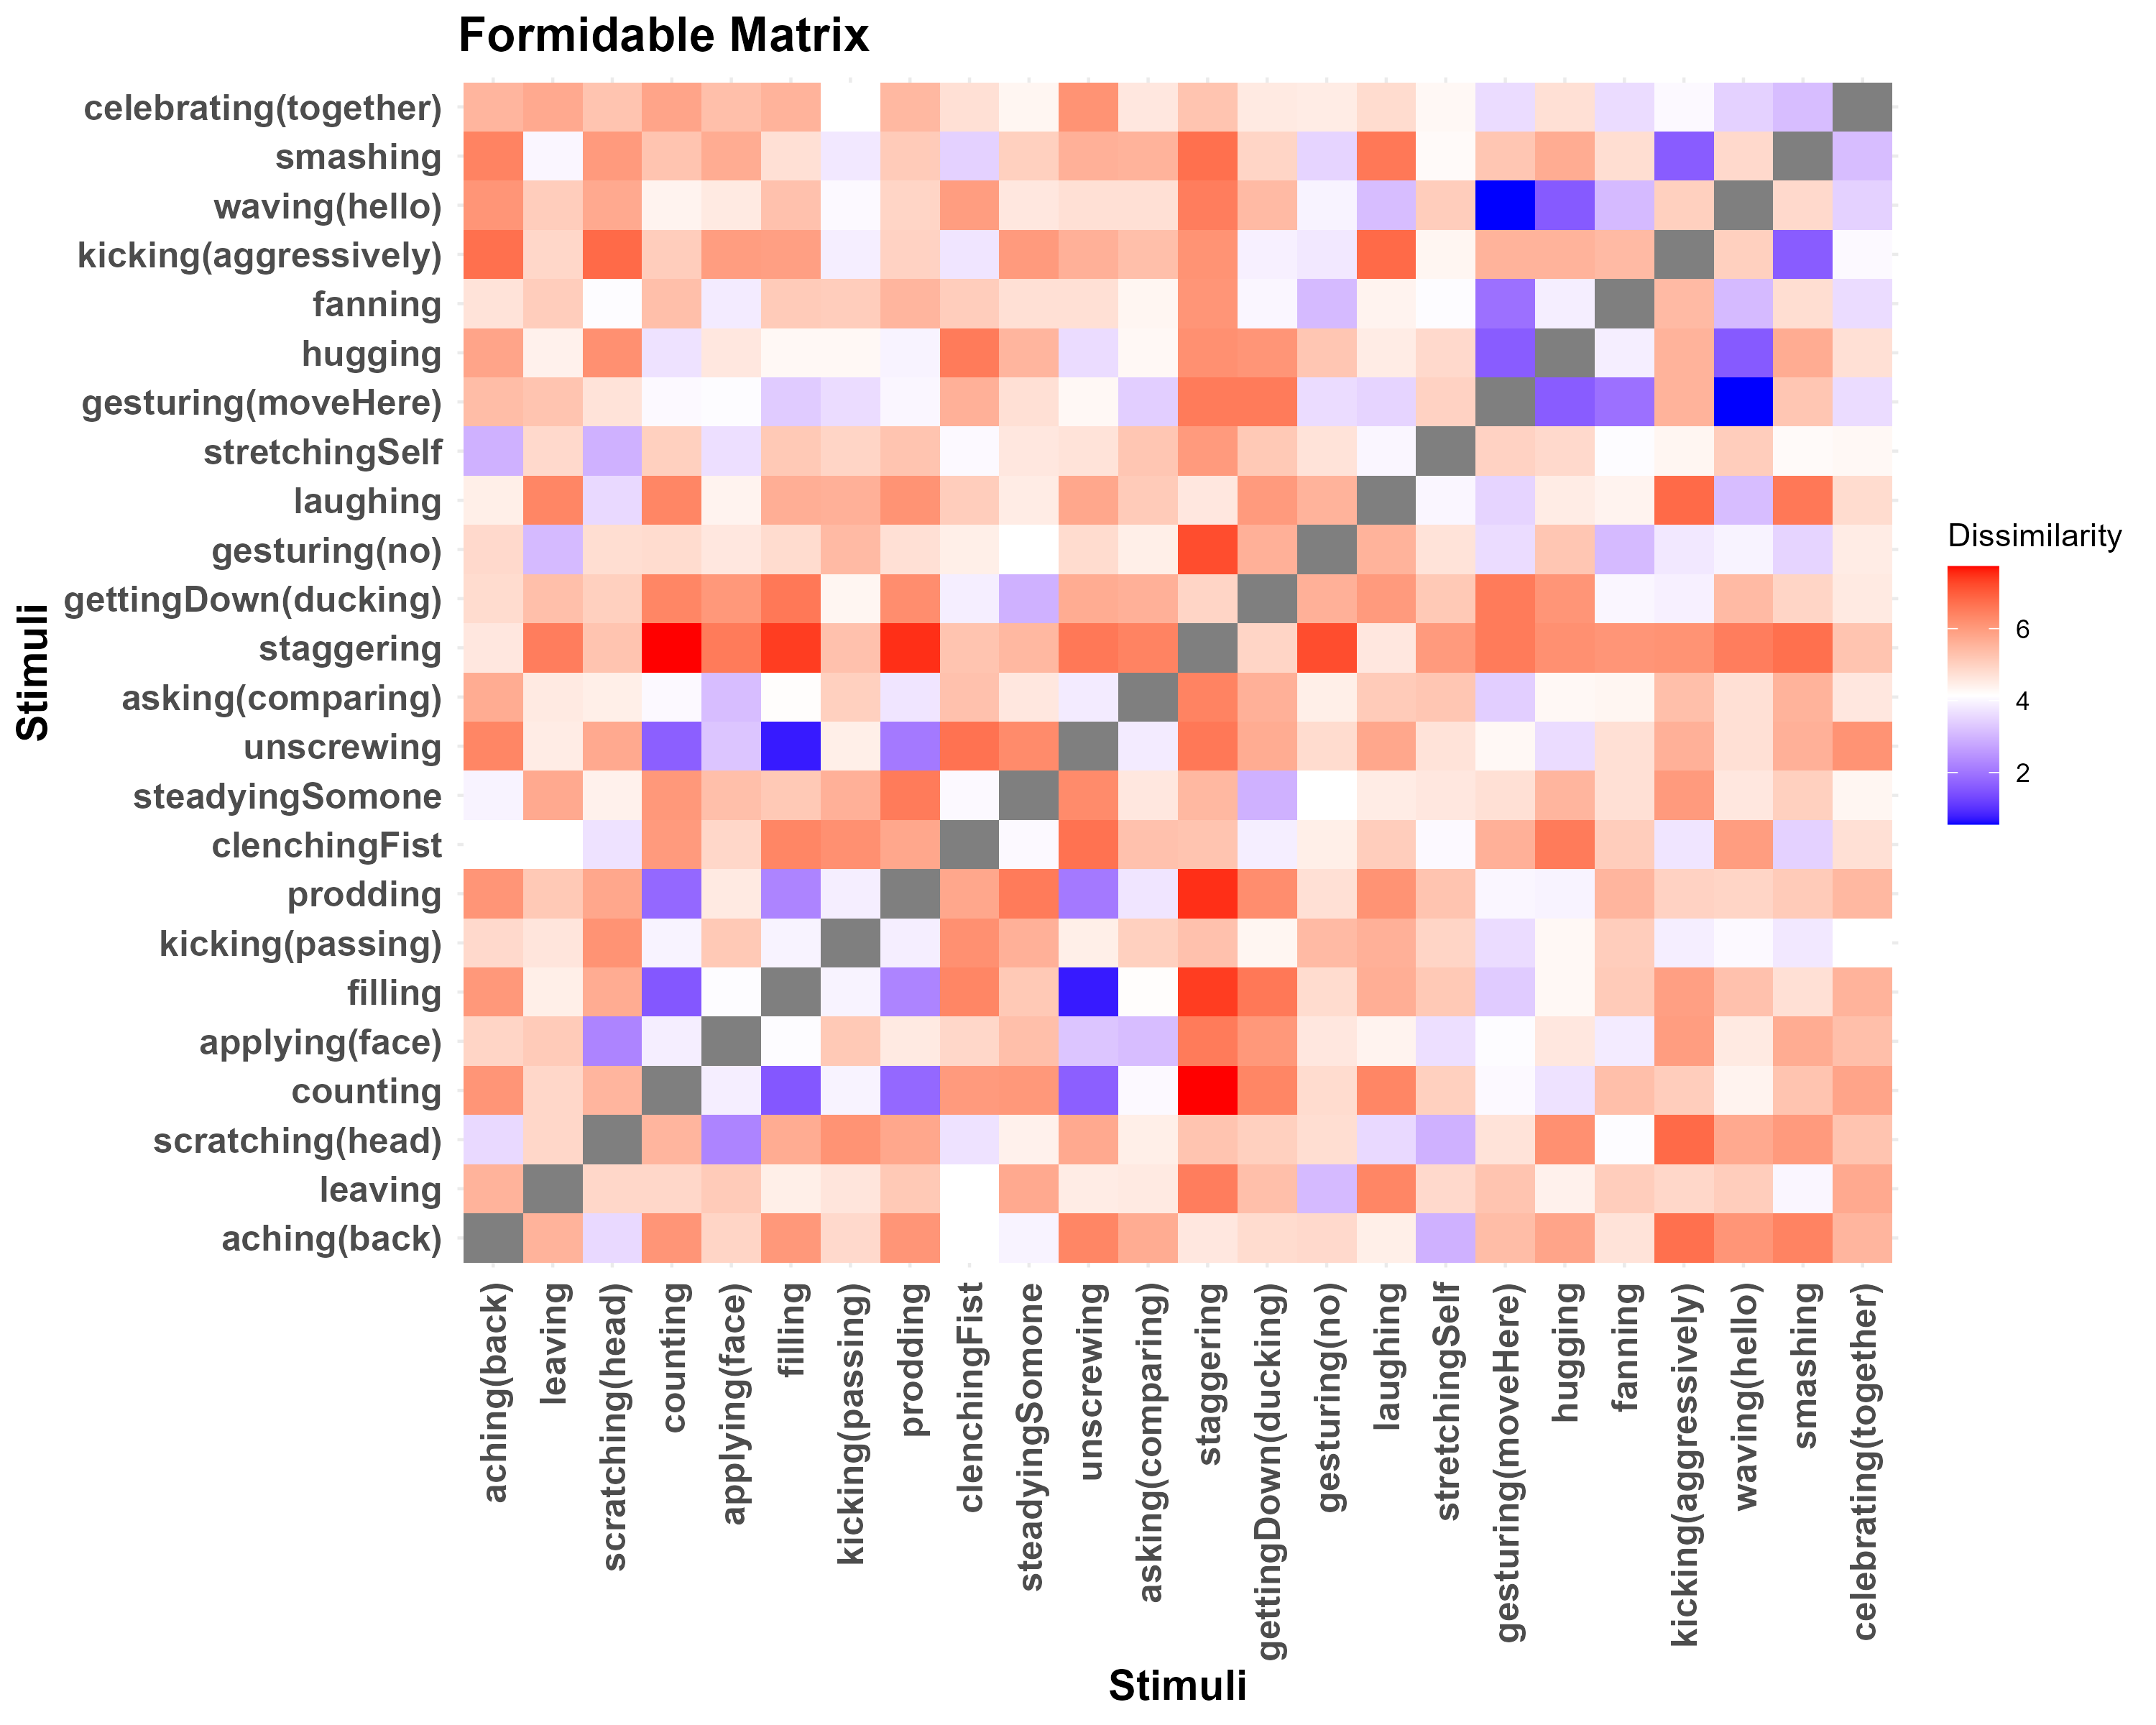 Formidable Matrix
celebrating(together)
smashing
waving(hello)
kicking(aggressively)
fanning
hugging
gesturing(moveHere)
stretchingSelf
laughing
gesturing(no)
gettingDown(ducking)
staggering
asking(comparing)
unscrewing
steadyingSomone
clenchingFist
prodding
kicking(passing)
filling
applying(face)
counting
scratching(head)
leaving
aching(back)
Stimuli
aching(back)
leaving
scratching(head)
counting
applying(face)
filling
kicking(passing)
prodding
clenchingFist
steadyingSomone
unscrewing
asking(comparing)
staggering
gettingDown(ducking)
gesturing(no)
laughing
stretchingSelf
gesturing(moveHere)
hugging
fanning
kicking(aggressively)
waving(hello)
smashing
celebrating(together)
Stimuli
Dissimilarity
6
4
2